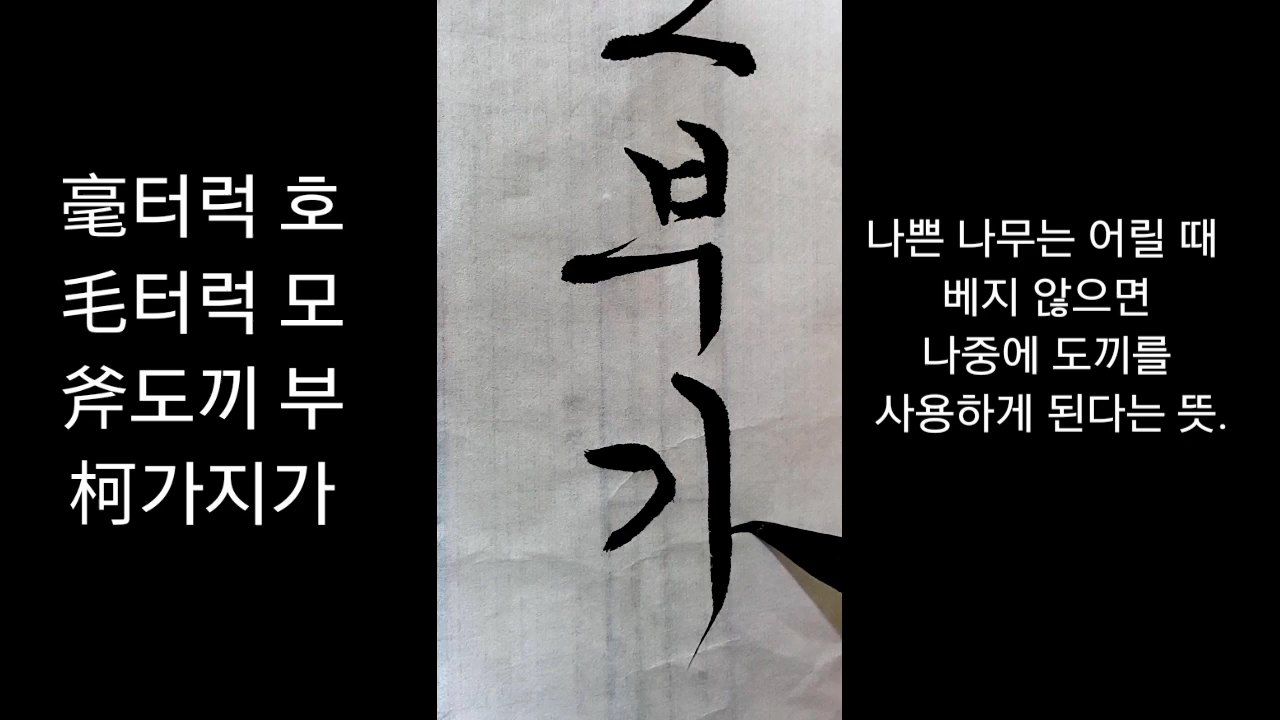 毫터럭 호
毛터럭 모
斧도끼 부
柯가지가
부
가
나쁜 나무는 어릴 때
베지 않으면
나중에 도끼를
사용하게 된다는 뜻.